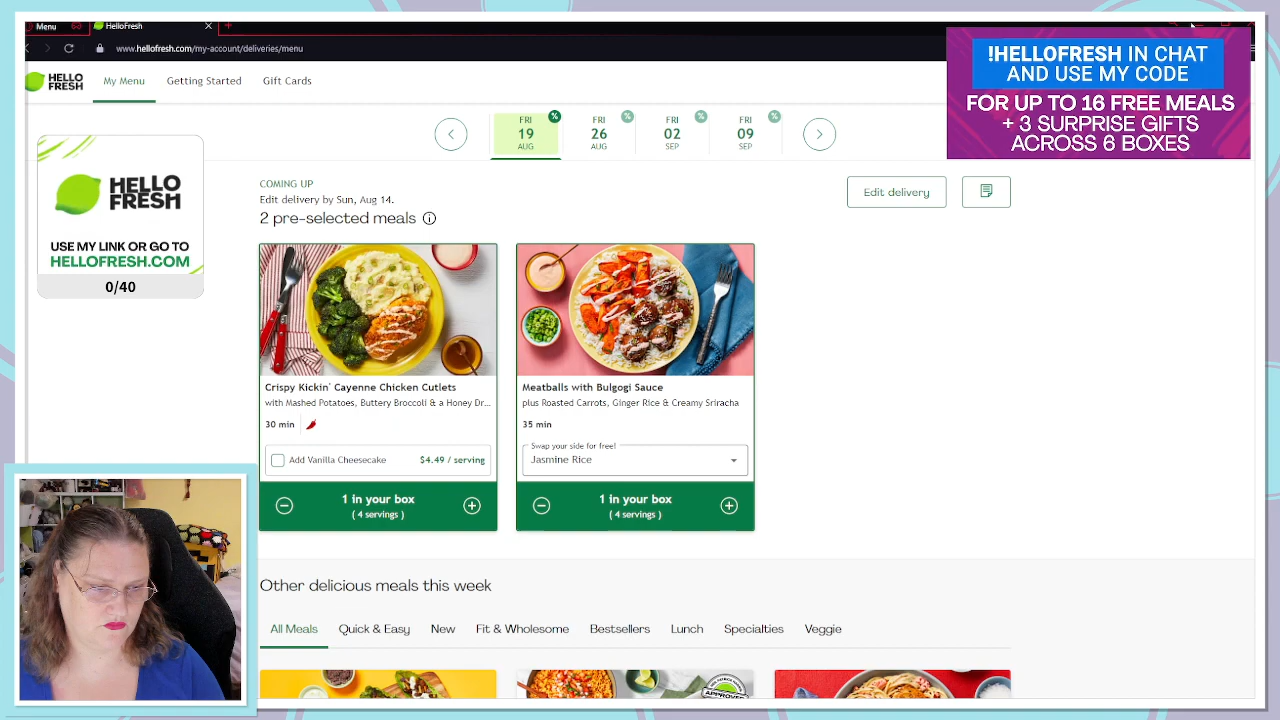 Menu
HelloFresh
www.hellofresh.com/my-account/deliveries/menu
HELLO
FRESH
My Menu
Getting Started
Gift Cards
!HELLOFRESH IN CHAT
AND USE MY CODE
FOR UP TO 16 FREE MEALS
+ 3 SURPRISE GIFTS
ACROSS 6 BOXES
FRI
19
AUG
%
FRI
26
AUG
%
FRI
02
SEP
%
FRI
09
SEP
%
HELLO
FRESH
USE MY LINK OR GO TO
HELLOFRESH.COM
0/40
COMING UP
Edit delivery by Sun, Aug 14.
2 pre-selected meals
Edit delivery
Crispy Kickin' Cayenne Chicken Cutlets
with Mashed Potatoes, Buttery Broccoli & a Honey Dr...
30 min
Add Vanilla Cheesecake $4.49 / serving
1 in your box
( 4 servings )
Meatballs with Bulgogi Sauce
plus Roasted Carrots, Ginger Rice & Creamy Sriracha
35 min
Swap your side for free!
Jasmine Rice
1 in your box
( 4 servings )
Other delicious meals this week
All Meals
Quick & Easy
New
Fit & Wholesome
Bestsellers
Lunch
Specialties
Veggie
APPROVED